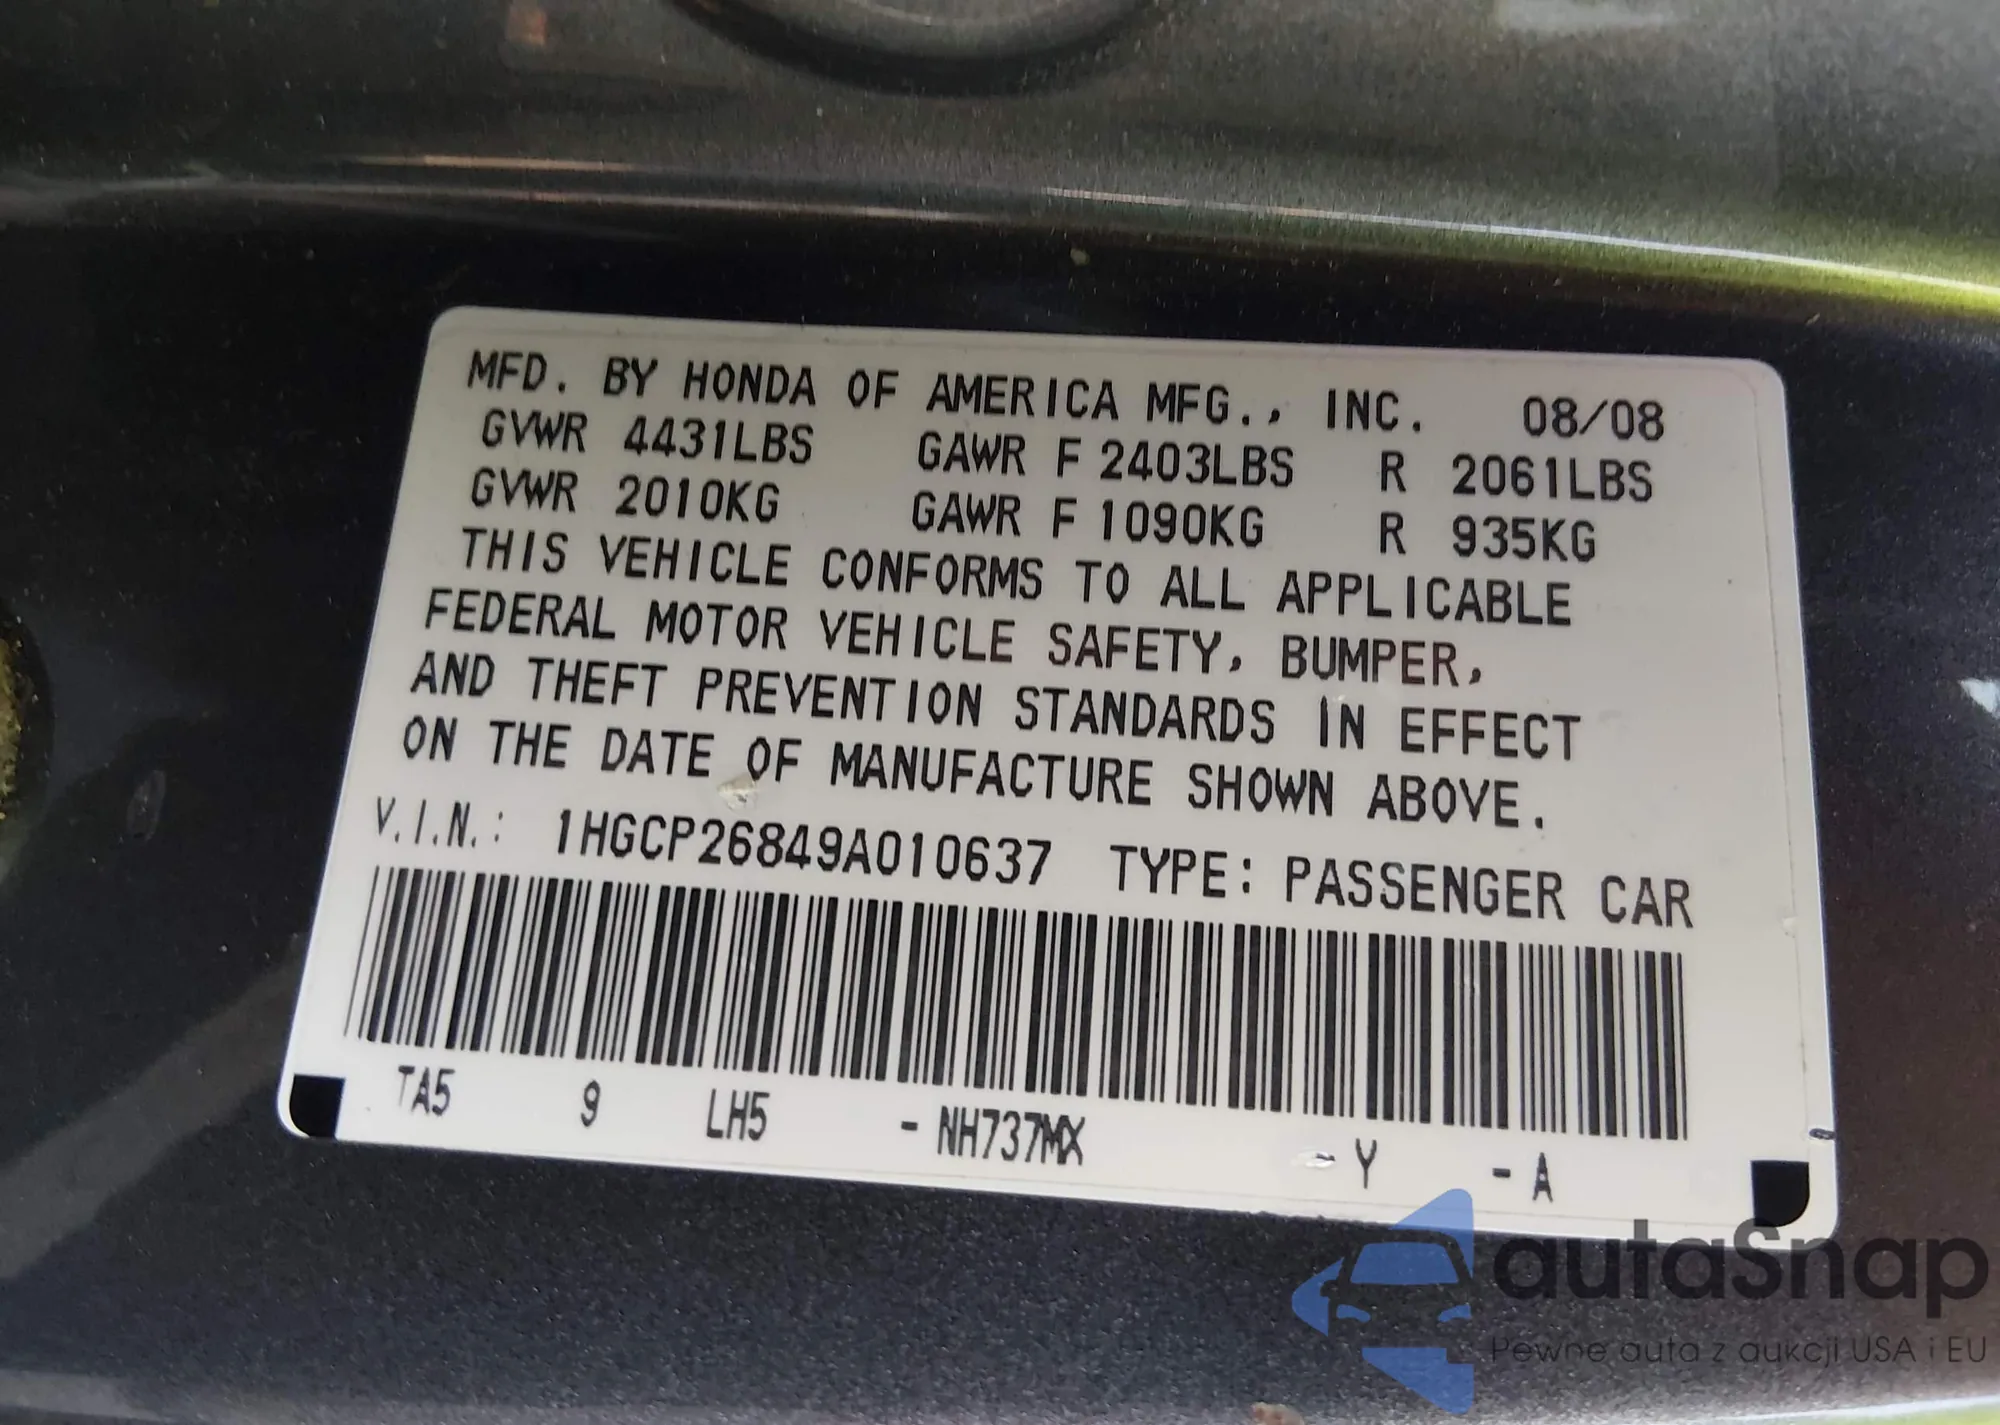 MFD. BY HONDA OF AMERICA MFG., INC. 08/08
GVWR 4431LBS GAWR F 2403LBS R 2061LBS
GVWR 2010KG GAWR F 1090KG R 935KG
THIS VEHICLE CONFORMS TO ALL APPLICABLE
FEDERAL MOTOR VEHICLE SAFETY, BUMPER,
AND THEFT PREVENTION STANDARDS IN EFFECT
ON THE DATE OF MANUFACTURE SHOWN ABOVE.
V.I.N.: 1HGCP26849A010637 TYPE: PASSENGER CAR
TA5 9 LH5 - NH737MX - Y - A
autaSnap
Pewne auta z aukcji USA i EU